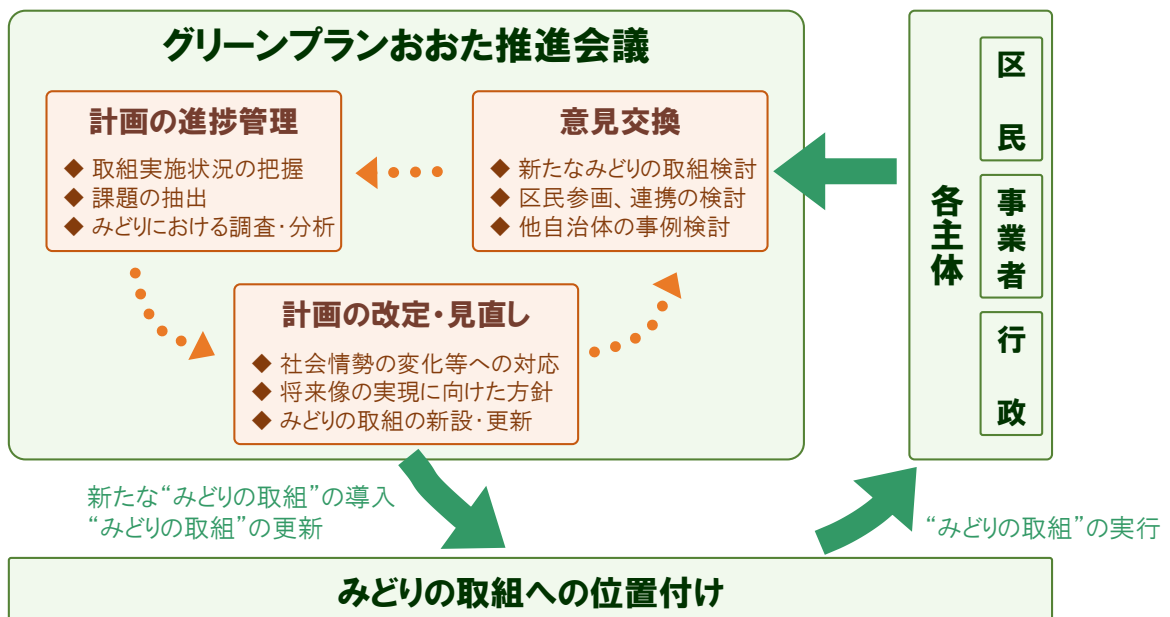 グリーンプランおおた推進会議
計画の進捗管理
◆ 取組実施状況の把握
◆ 課題の抽出
◆ みどりにおける調査・分析
意見交換
◆ 新たなみどりの取組検討
◆ 区民参画、連携の検討
◆ 他自治体の事例検討
計画の改定・見直し
◆ 社会情勢の変化等への対応
◆ 将来像の実現に向けた方針
◆ みどりの取組の新設・更新
各主体
区民
事業者
行政
新たな“みどりの取組”の導入
“みどりの取組”の更新
“みどりの取組”の実行
みどりの取組への位置付け